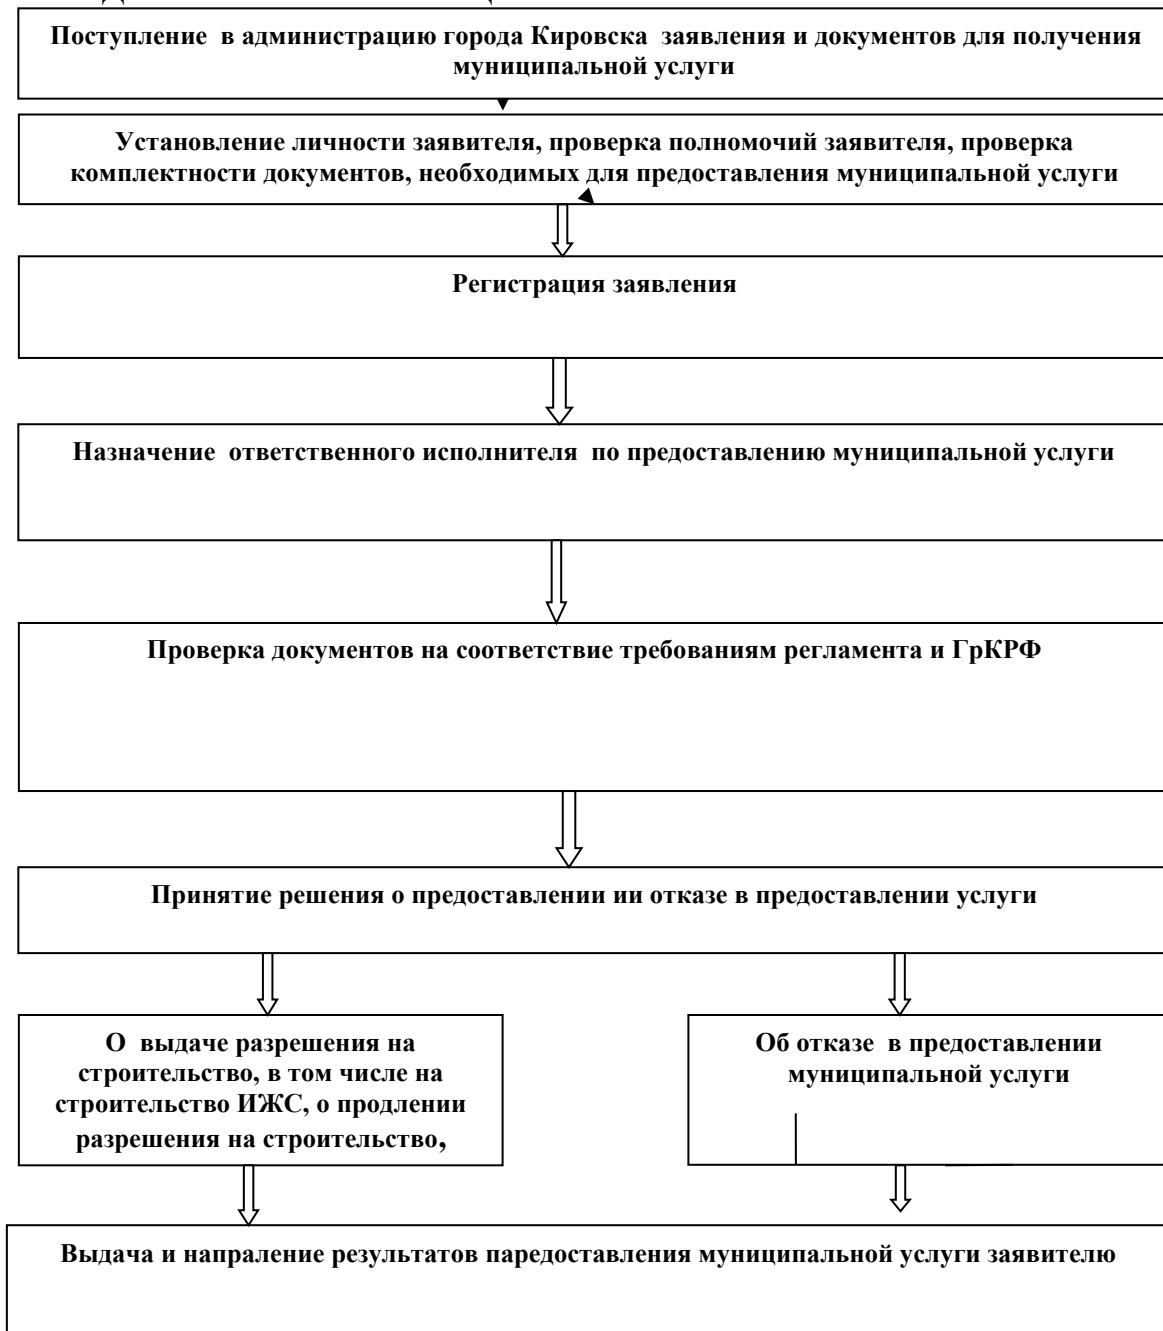 Поступление в администрацию города Кировска заявления и документов для получения
муниципальной услуги
Установление личности заявителя, проверка полномочий заявителя, проверка
комплектности документов, необходимых для предоставления муниципальной услуги
Регистрация заявления
Назначение ответственного исполнителя по предоставлению муниципальной услуги
Проверка документов на соответствие требованиям регламента и ГрКРФ
Принятие решения о предоставлении ии отказе в предоставлении услуги
О выдаче разрешения на
строительство, в том числе на
строительство ИЖС, о продлении
разрешения на строительство,
Об отказе в предоставлении
муниципальной услуги
Выдача и напраление результатов паредоставления муниципальной услуги заявителю